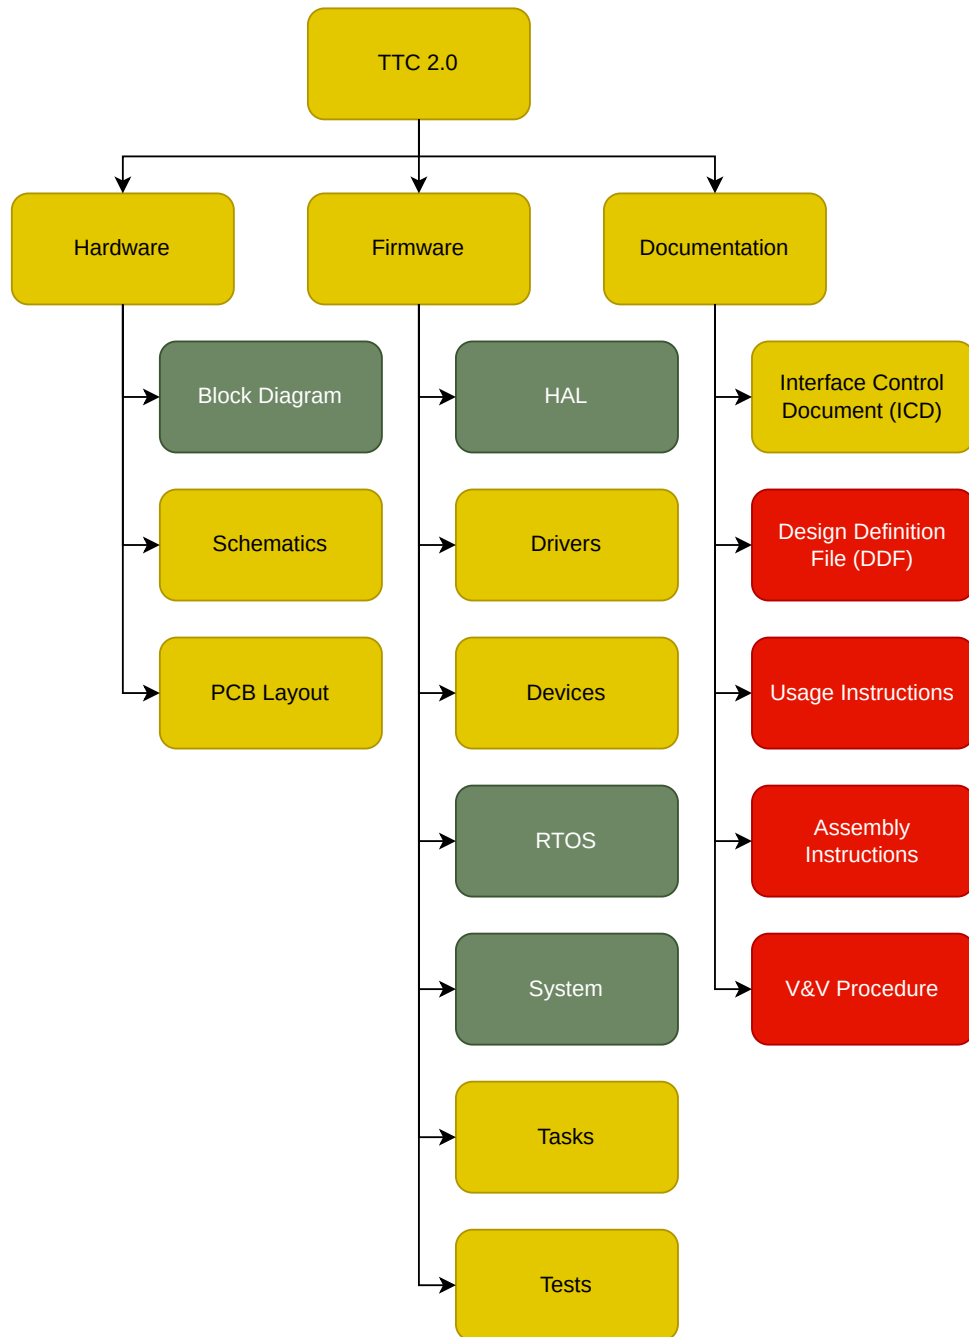 TTC 2.0
Hardware
Firmware
Documentation
Block Diagram
HAL
Interface Control
Document (ICD)
Schematics
Drivers
Design Definition
File (DDF)
PCB Layout
Devices
Usage Instructions
RTOS
Assembly
Instructions
System
V&V Procedure
Tasks
Tests